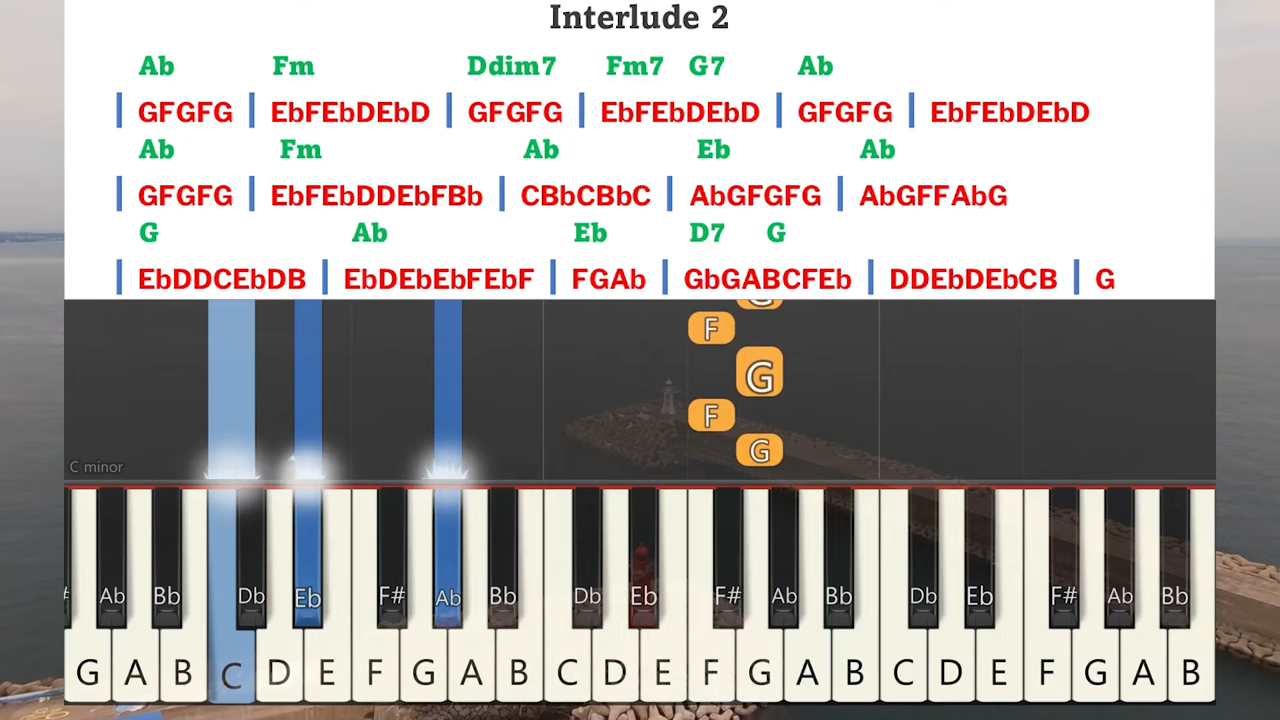 Interlude 2
Ab Fm Ddim7 Fm7 G7 Ab
| GFGFG | EbFEbDEbD | GFGFG | EbFEbDEbD | GFGFG | EbFEbDEbD
Ab Fm Ab Eb Ab
| GFGFG | EbFEbDDEbFBb | CBbCBbC | AbGFGFG | AbGFFAbG
G Ab Eb D7 G
| EbDDCEbDB | EbDEbEbFEbF | FGAb | GbGABCFEb | DDEbDEbCB | G
G
F
G
F
G
C minor
# Ab Bb Db Eb F# Ab Bb Db Eb F# Ab Bb Db Eb F# Ab Bb
G A B C D E F G A B C D E F G A B C D E F G A B